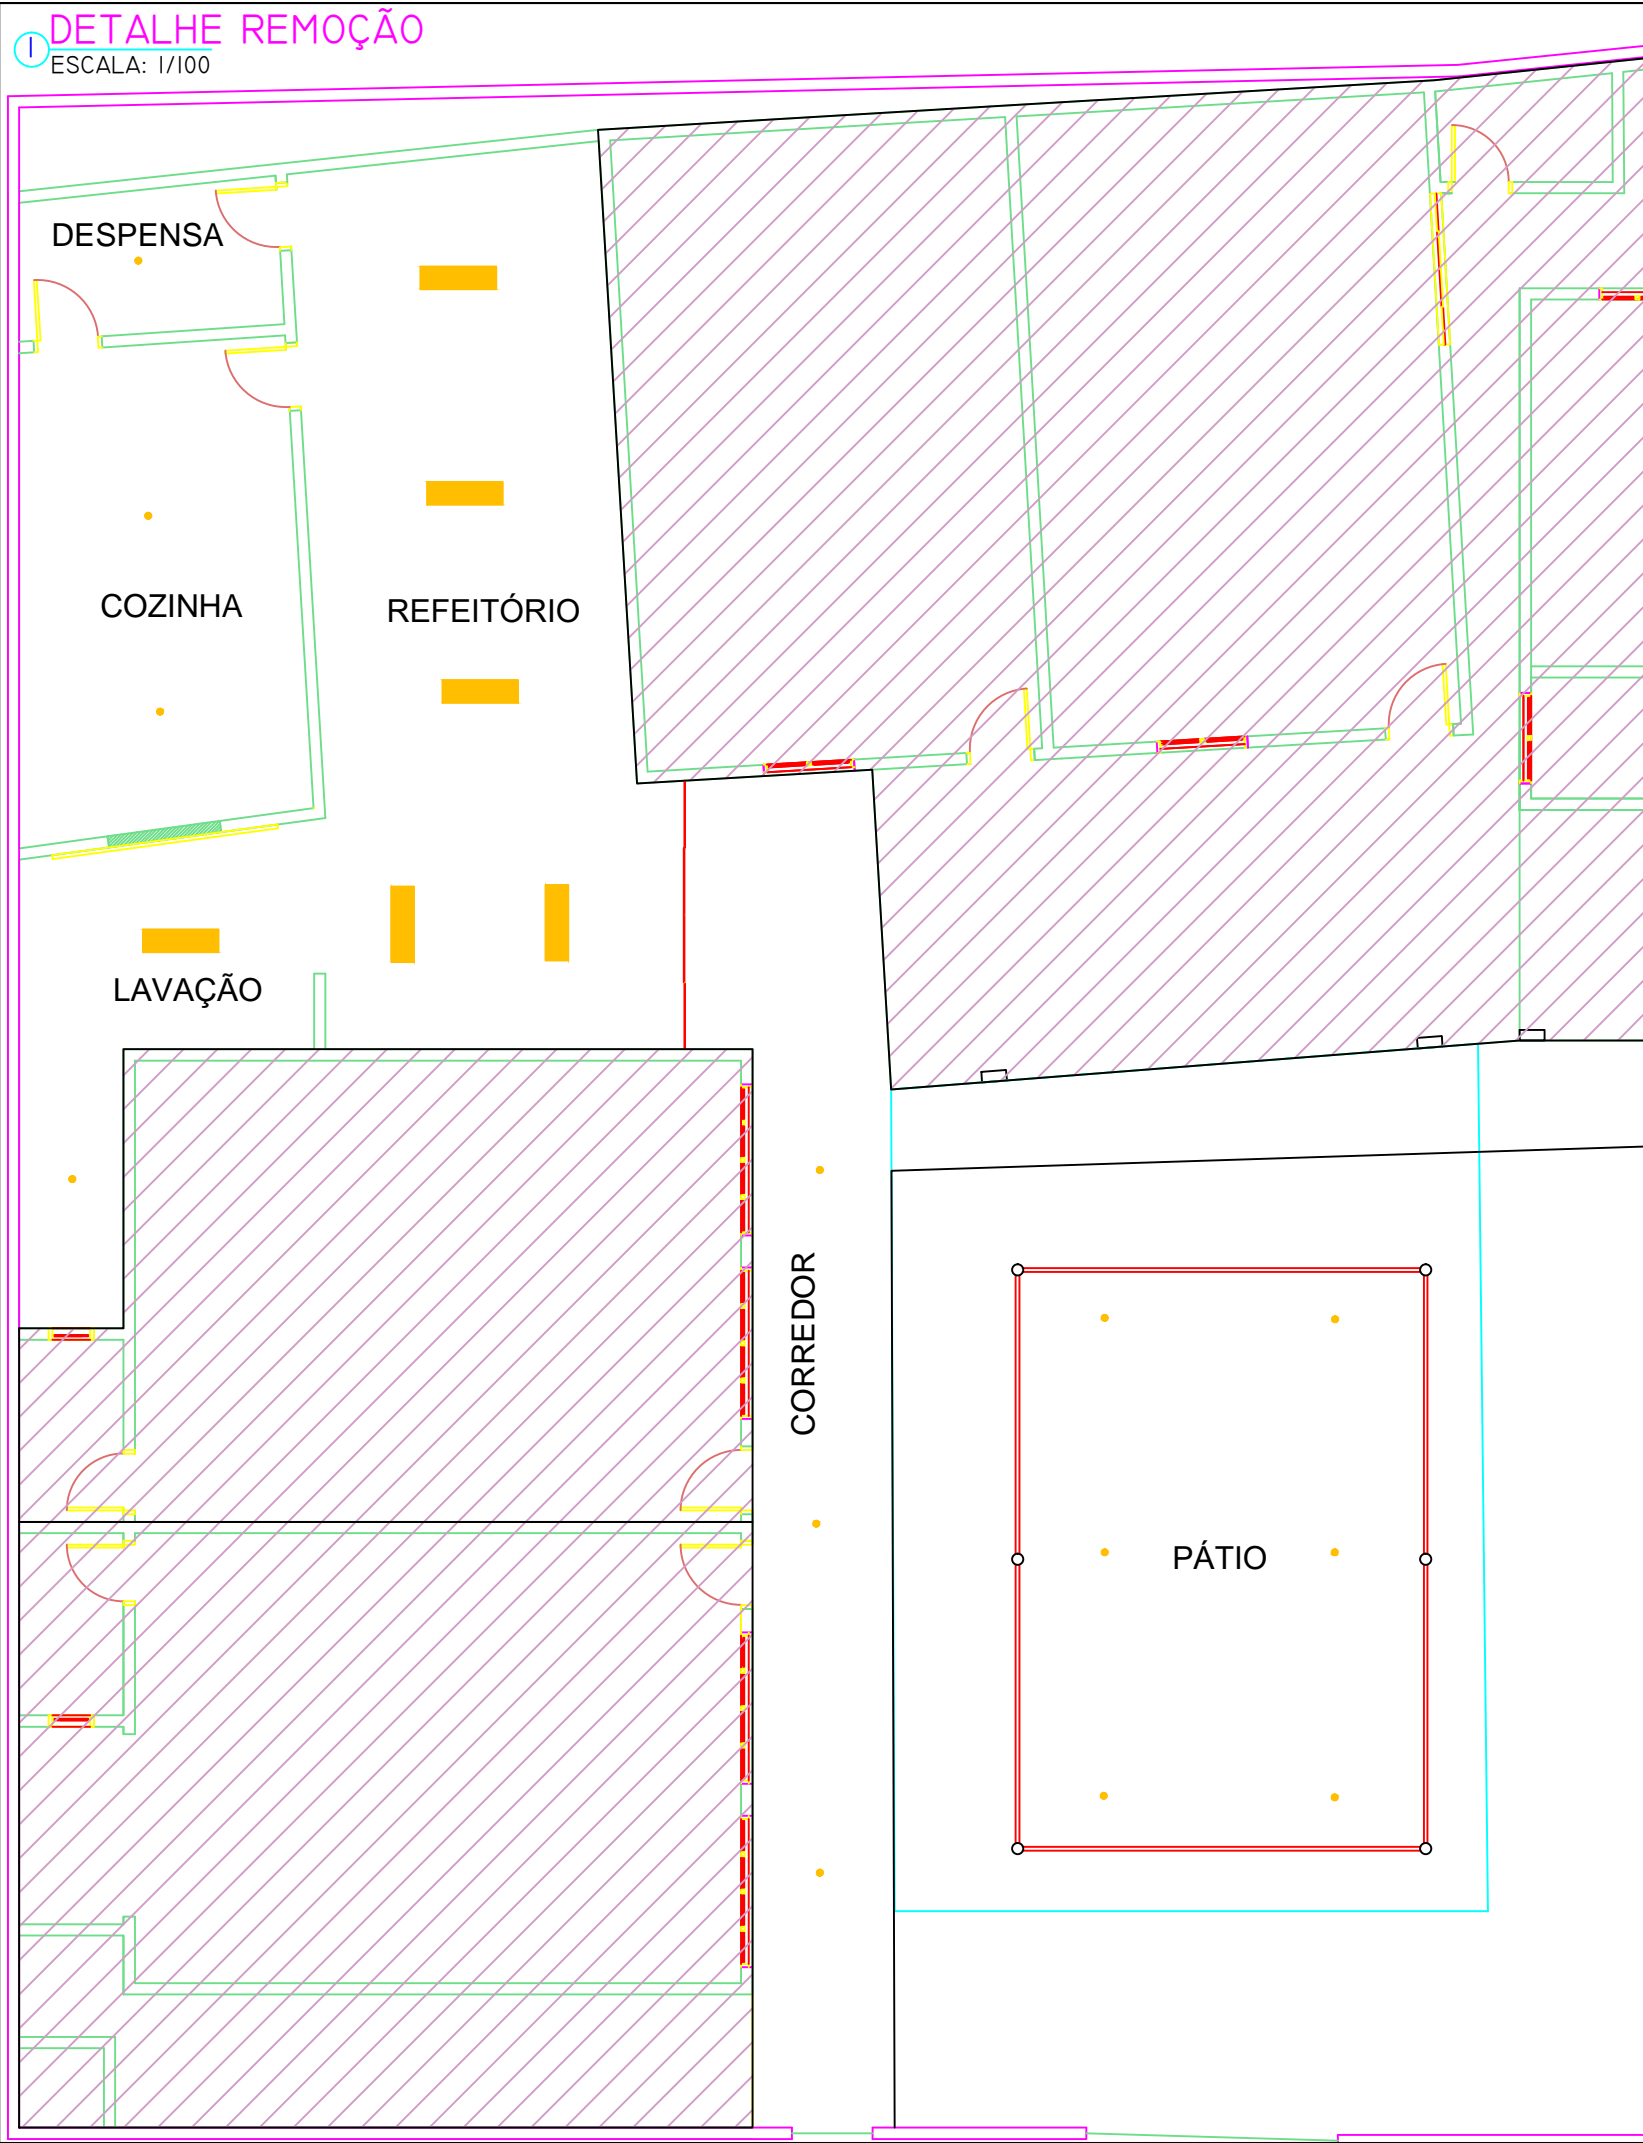 DETALHE REMOÇÃO
1
ESCALA: 1/100
DESPENSA
COZINHA
REFEITÓRIO
LAVAÇÃO
CORREDOR
PÁTIO